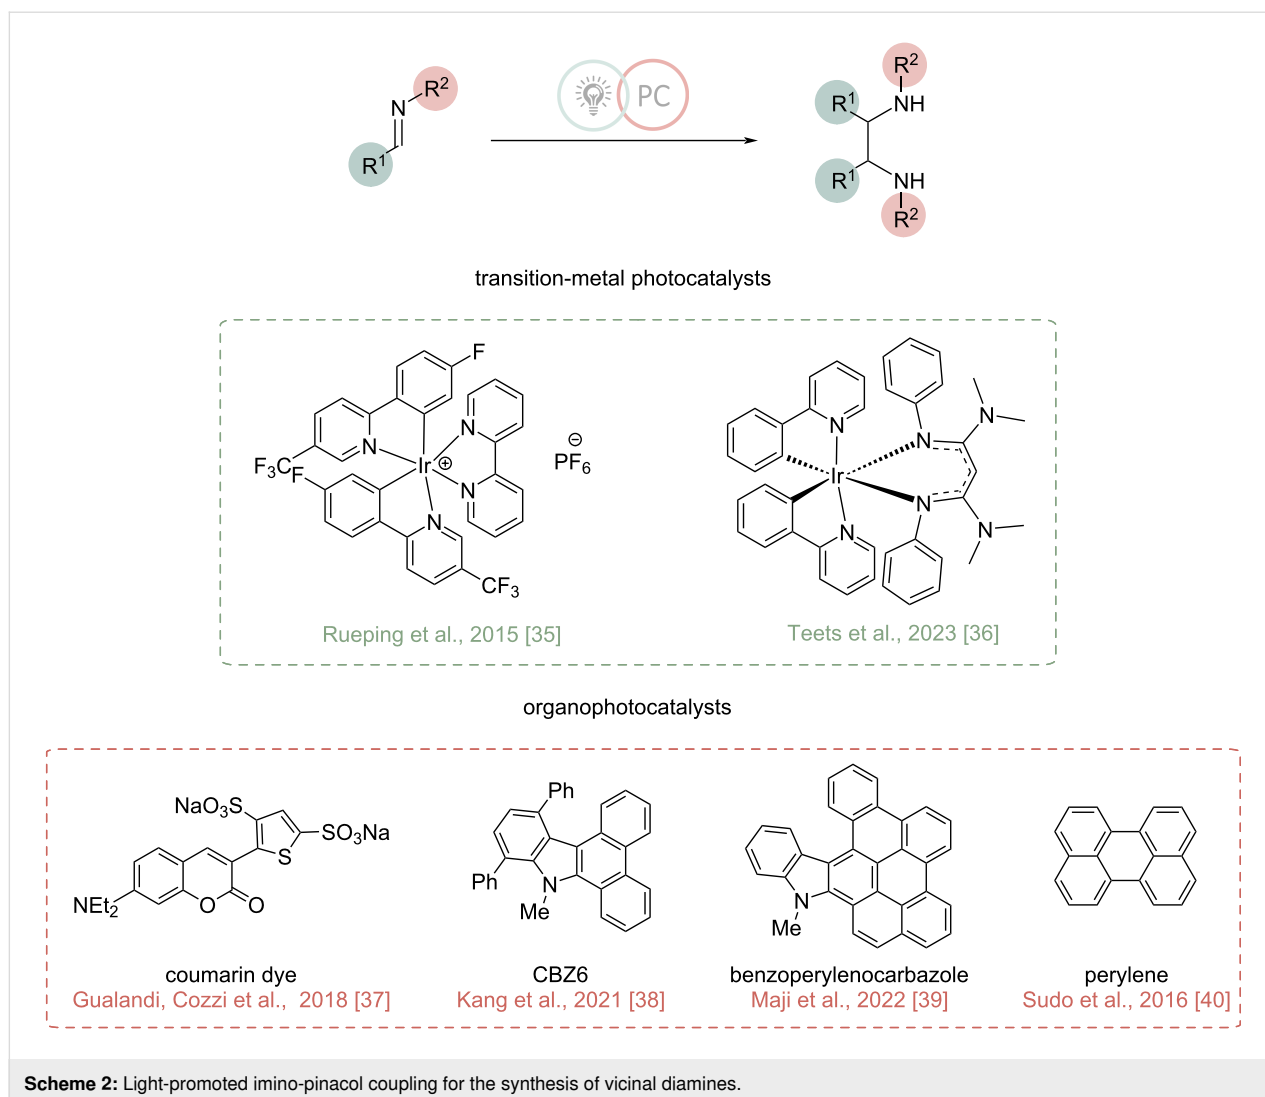 R²
N
R¹
PC
R²
R¹
NH
R¹
NH
R²
transition-metal photocatalysts
F
N
N
F₃C
F
Ir
⊕
N
N
CF₃
⊖
PF₆
N
N
N
Ir
N
N
N
Rueping et al., 2015 [35]
Teets et al., 2023 [36]
organophotocatalysts
NaO₃S
SO₃Na
S
NEt₂
O
O
Ph
Ph
N
Me
N
Me
coumarin dye
Gualandi, Cozzi et al., 2018 [37]
CBZ6
Kang et al., 2021 [38]
benzoperylenocarbazole
Maji et al., 2022 [39]
perylene
Sudo et al., 2016 [40]
Scheme 2: Light-promoted imino-pinacol coupling for the synthesis of vicinal diamines.